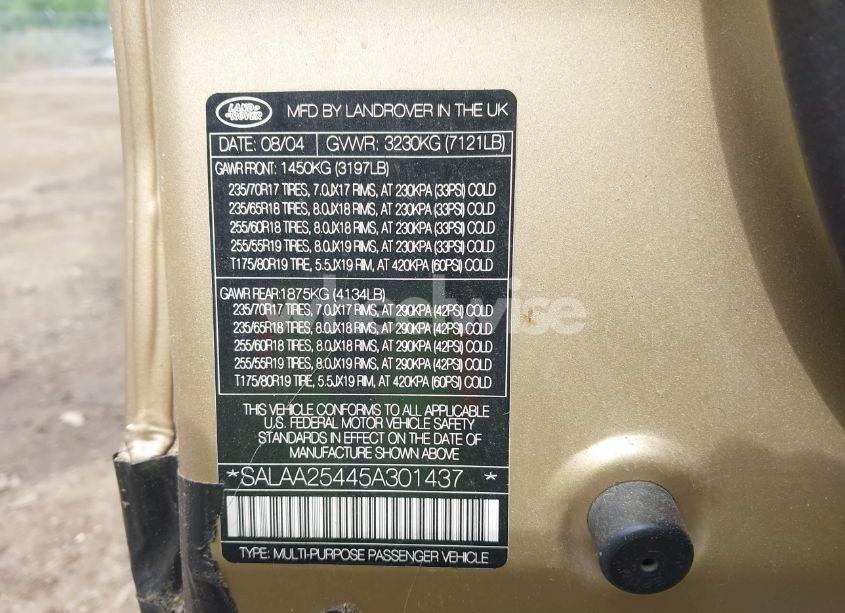 LAND ROVER MFD BY LANDROVER IN THE UK
DATE: 08/04 GVWR: 3230KG (7121LB)
GAWR FRONT: 1450KG (3197LB)
235/70R17 TIRES, 7.0JX17 RIMS, AT 230KPA (33PSI) COLD
235/65R18 TIRES, 8.0JX18 RIMS, AT 230KPA (33PSI) COLD
255/60R18 TIRES, 8.0JX18 RIMS, AT 230KPA (33PSI) COLD
255/55R19 TIRES, 8.0JX19 RIMS, AT 230KPA (33PSI) COLD
T175/80R19 TIRE, 5.5JX19 RIM, AT 420KPA (60PSI) COLD
GAWR REAR:1875KG (4134LB)
235/70R17 TIRES, 7.0JX17 RIMS, AT 290KPA (42PSI) COLD
235/65R18 TIRES, 8.0JX18 RIMS, AT 290KPA (42PSI) COLD
255/60R18 TIRES, 8.0JX18 RIMS, AT 290KPA (42PSI) COLD
255/55R19 TIRES, 8.0JX19 RIMS, AT 290KPA (42PSI) COLD
T175/80R19 TIRE, 5.5JX19 RIM, AT 420KPA (60PSI) COLD
wheelwise
THIS VEHICLE CONFORMS TO ALL APPLICABLE
U.S. FEDERAL MOTOR VEHICLE SAFETY
STANDARDS IN EFFECT ON THE DATE OF
MANUFACTURE SHOWN ABOVE
*SALAA25445A301437 *
TYPE: MULTI-PURPOSE PASSENGER VEHICLE